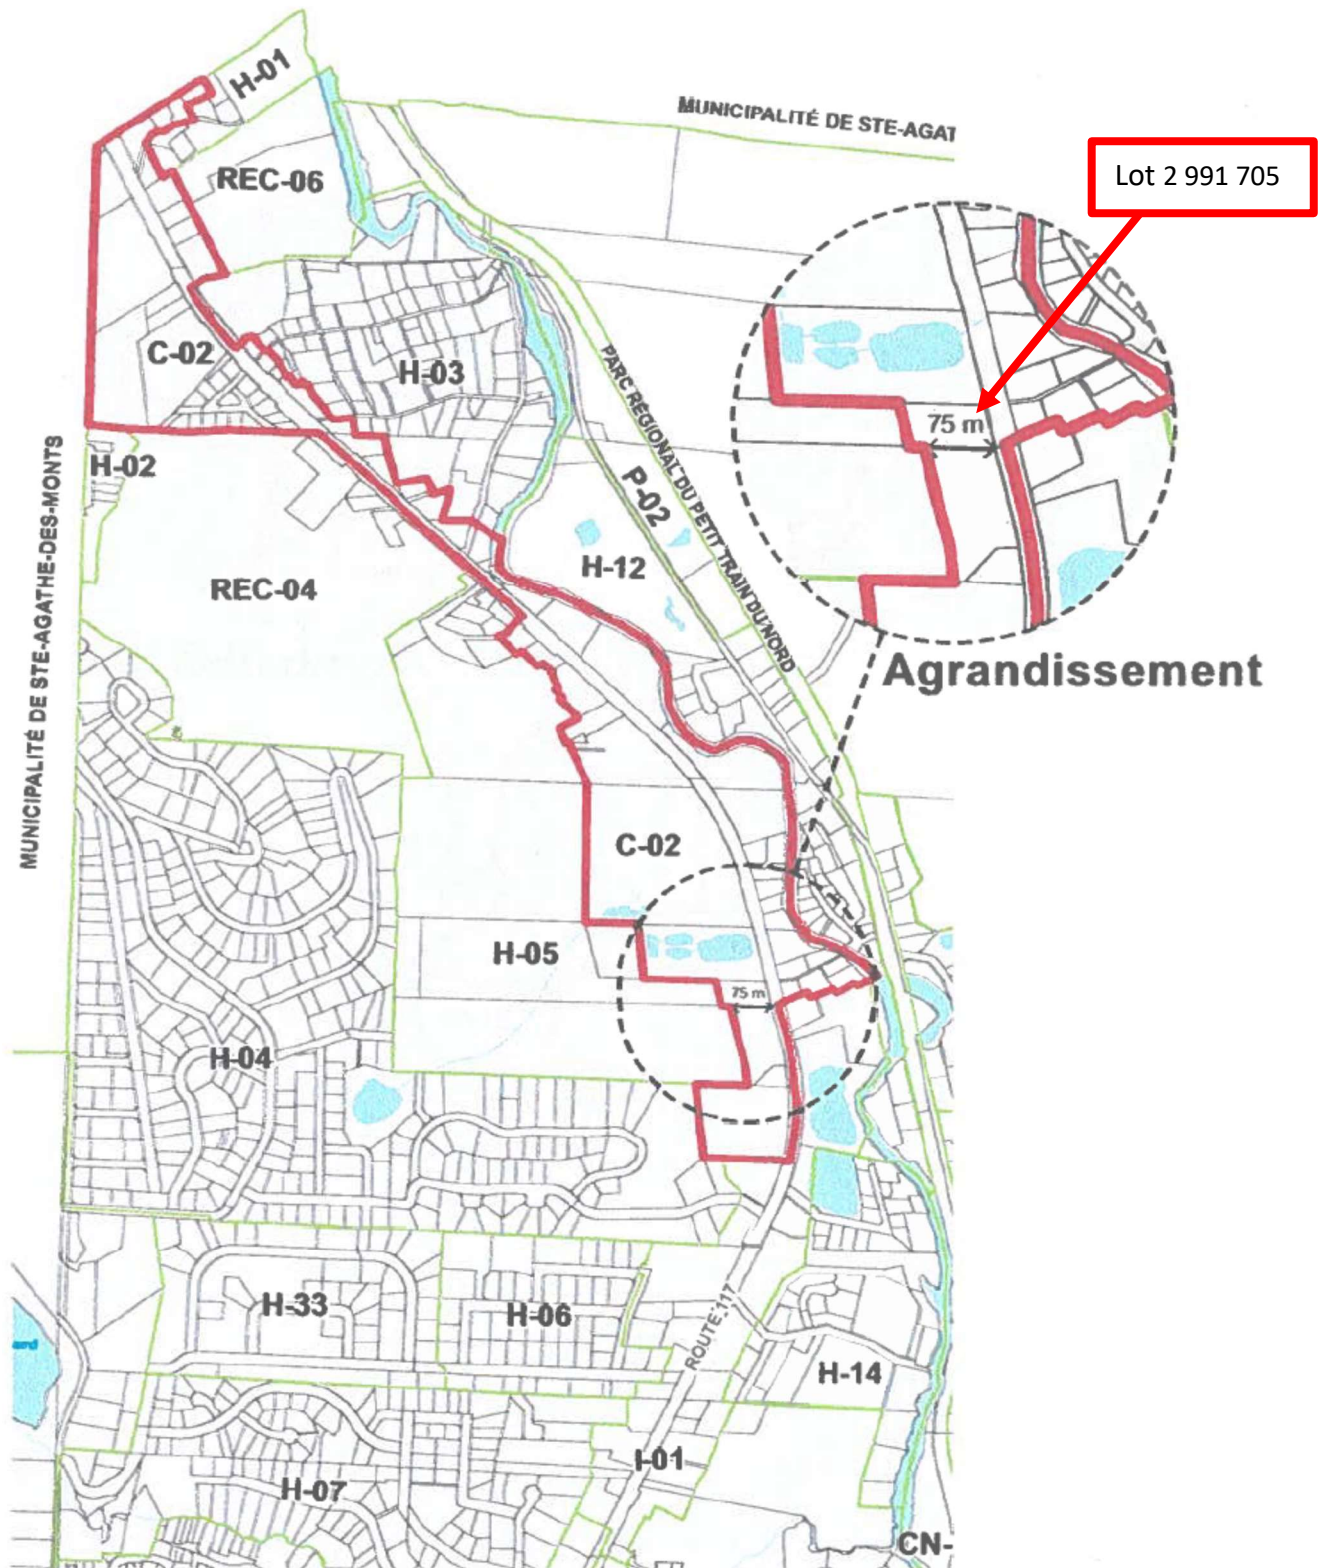 H-01
MUNICIPALITÉ DE STE-AGAT
REC-06
Lot 2 991 705
C-02
H-03
PARC RÉGIONAL DU PETIT TRAIN DU NORD
75 m
H-02
P-02
MUNICIPALITÉ DE STE-AGATHE-DES-MONTS
H-12
REC-04
Agrandissement
C-02
H-05
75 m
H-04
H-33
H-06
ROUTE 117
H-14
I-01
H-07
CN-